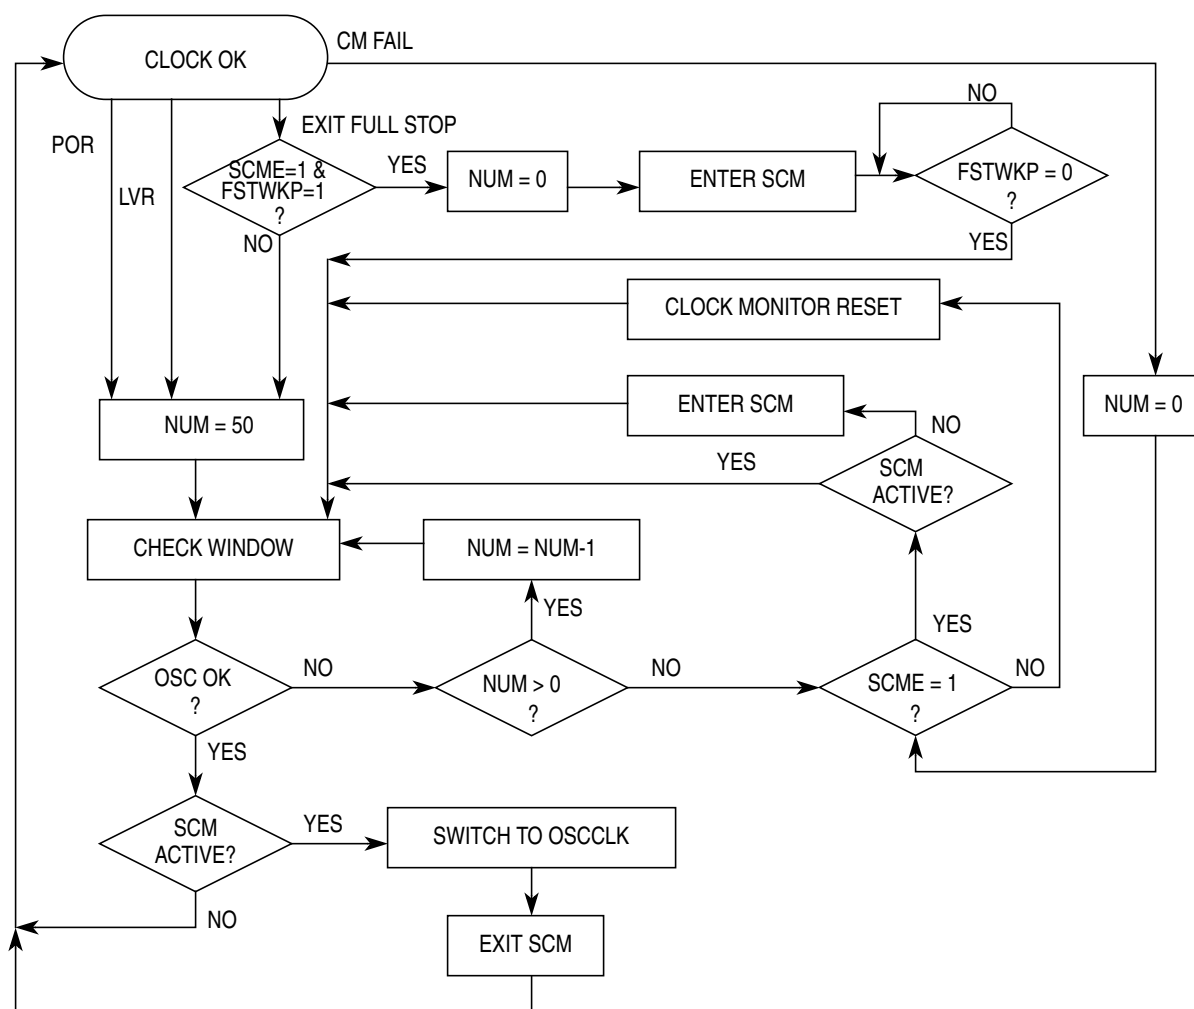 CLOCK OK
CM FAIL
POR
LVR
EXIT FULL STOP
SCME=1 &
FSTWKP=1
?
YES
NO
NUM = 0
ENTER SCM
NO
FSTWKP = 0
?
YES
CLOCK MONITOR RESET
NUM = 50
ENTER SCM
NUM = 0
NO
YES
SCM
ACTIVE?
CHECK WINDOW
NUM = NUM-1
YES
YES
OSC OK
?
NO
NUM > 0
?
NO
SCME = 1
?
NO
YES
SCM
ACTIVE?
YES
SWITCH TO OSCCLK
NO
EXIT SCM